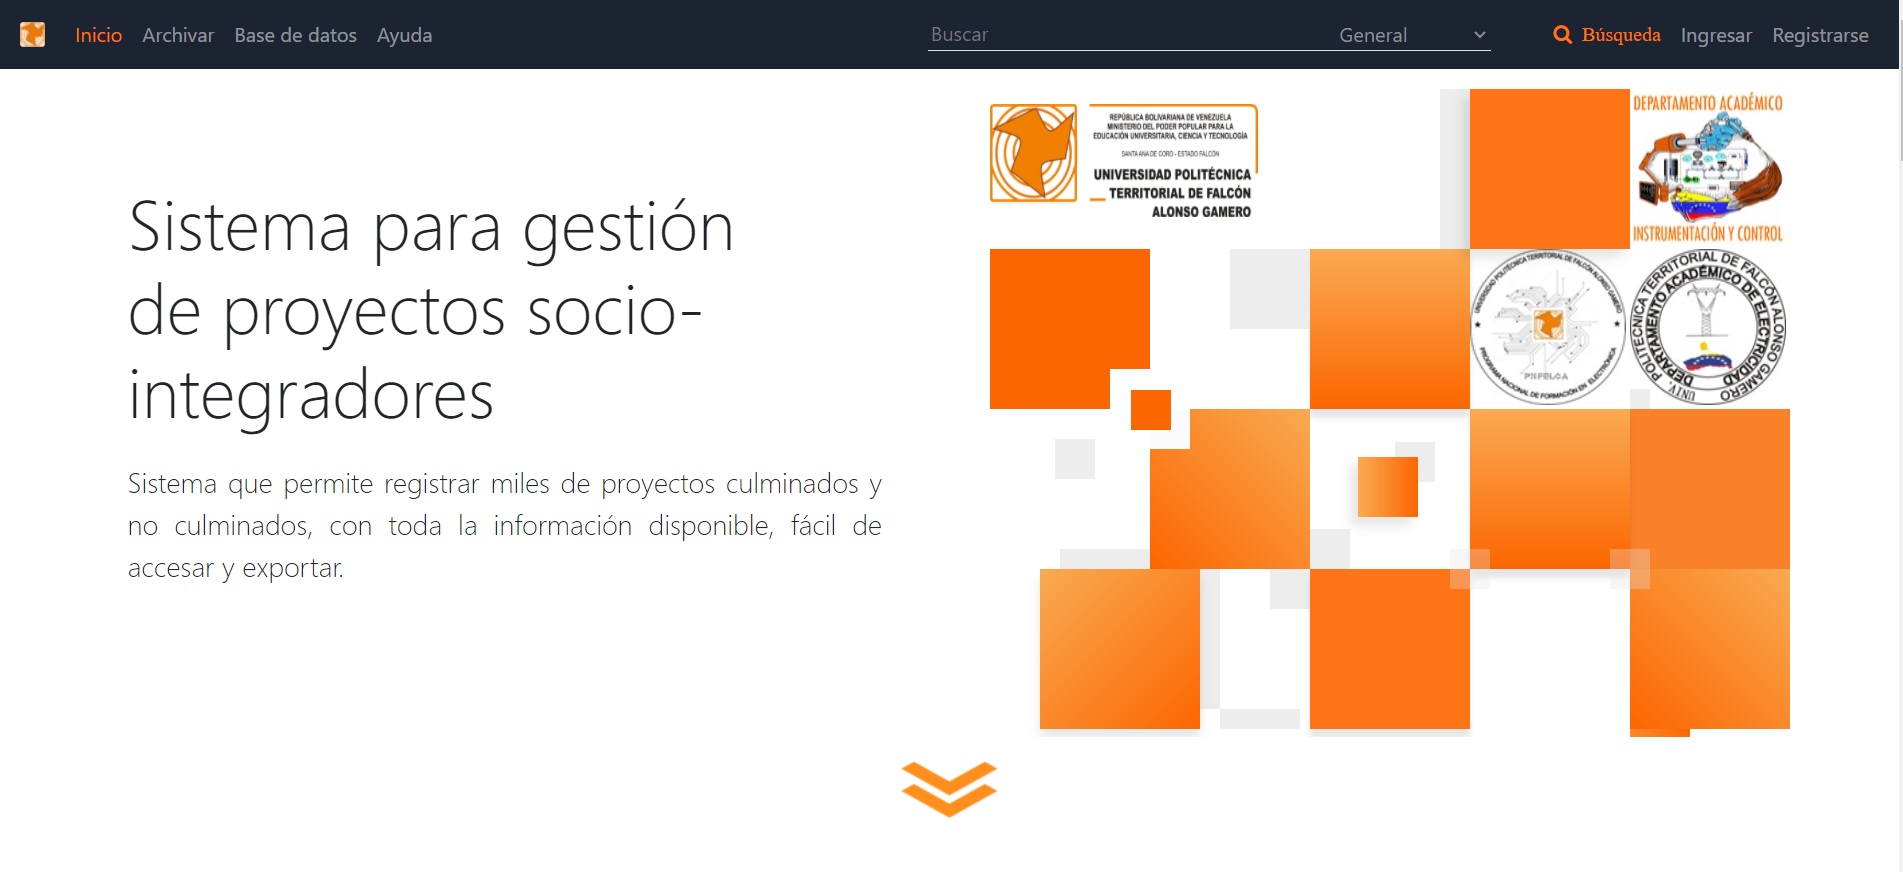 Inicio Archivar Base de datos Ayuda
Buscar General
Búsqueda Ingresar Registrarse
Sistema para gestión
de proyectos socio-
integradores
Sistema que permite registrar miles de proyectos culminados y
no culminados, con toda la información disponible, fácil de
accesar y exportar.
REPÚBLICA BOLIVARIANA DE VENEZUELA
MINISTERIO DEL PODER POPULAR PARA LA
EDUCACIÓN UNIVERSITARIA, CIENCIA Y TECNOLOGÍA
SANTA ANA DE CORO - ESTADO FALCÓN
UNIVERSIDAD POLITÉCNICA
TERRITORIAL DE FALCÓN
ALONSO GAMERO
DEPARTAMENTO ACADÉMICO
INSTRUMENTACIÓN Y CONTROL
UNIVERSIDAD POLITÉCNICA TERRITORIAL DE FALCÓN ALONSO GAMERO
PNFELCA
PROGRAMA NACIONAL DE FORMACIÓN EN ELECTRÓNICA
UNIV. POLITECNICA TERRITORIAL DE FALCÓN ALONSO GAMERO
DEPARTAMENTO ACADÉMICO DE ELECTRICIDAD